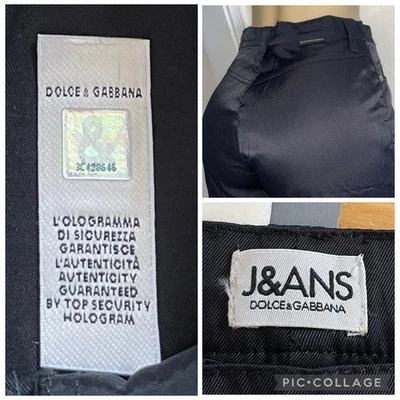 DOLCE & GABBANA
3C428646
L'OLOGRAMMA
DI SICUREZZA
GARANTISCE
L'AUTENTICITÀ
AUTENTICITY
GUARANTEED
BY TOP SECURITY
HOLOGRAM
J&ANS
DOLCE&GABBANA
PIC•COLLAGE